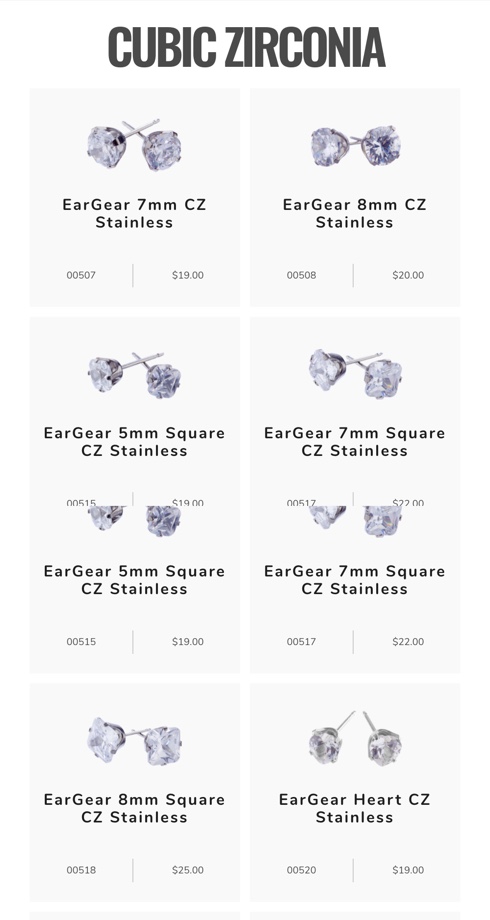 CUBIC ZIRCONIA
EarGear 7mm CZ
Stainless
00507 $19.00
EarGear 8mm CZ
Stainless
00508 $20.00
EarGear 5mm Square
CZ Stainless
00515 $19.00
EarGear 7mm Square
CZ Stainless
00517 $22.00
EarGear 5mm Square
CZ Stainless
00515 $19.00
EarGear 7mm Square
CZ Stainless
00517 $22.00
EarGear 8mm Square
CZ Stainless
00518 $25.00
EarGear Heart CZ
Stainless
00520 $19.00